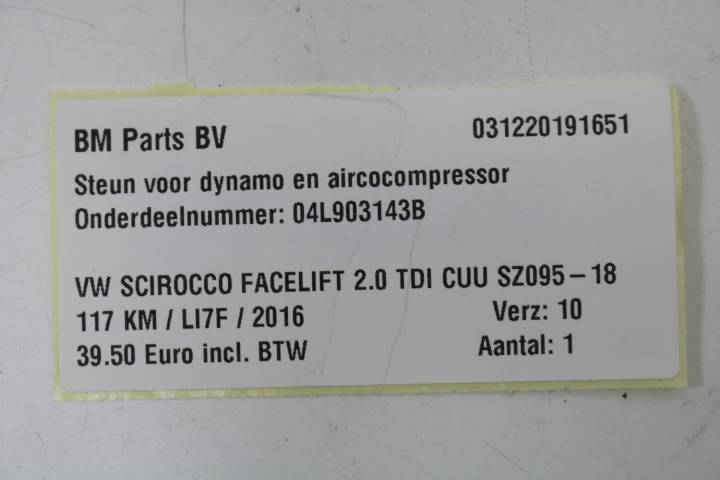 BM Parts BV 031220191651
Steun voor dynamo en aircocompressor
Onderdeelnummer: 04L903143B
VW SCIROCCO FACELIFT 2.0 TDI CUU SZ095-18
117 KM / LI7F / 2016 Verz: 10
39.50 Euro incl. BTW Aantal: 1